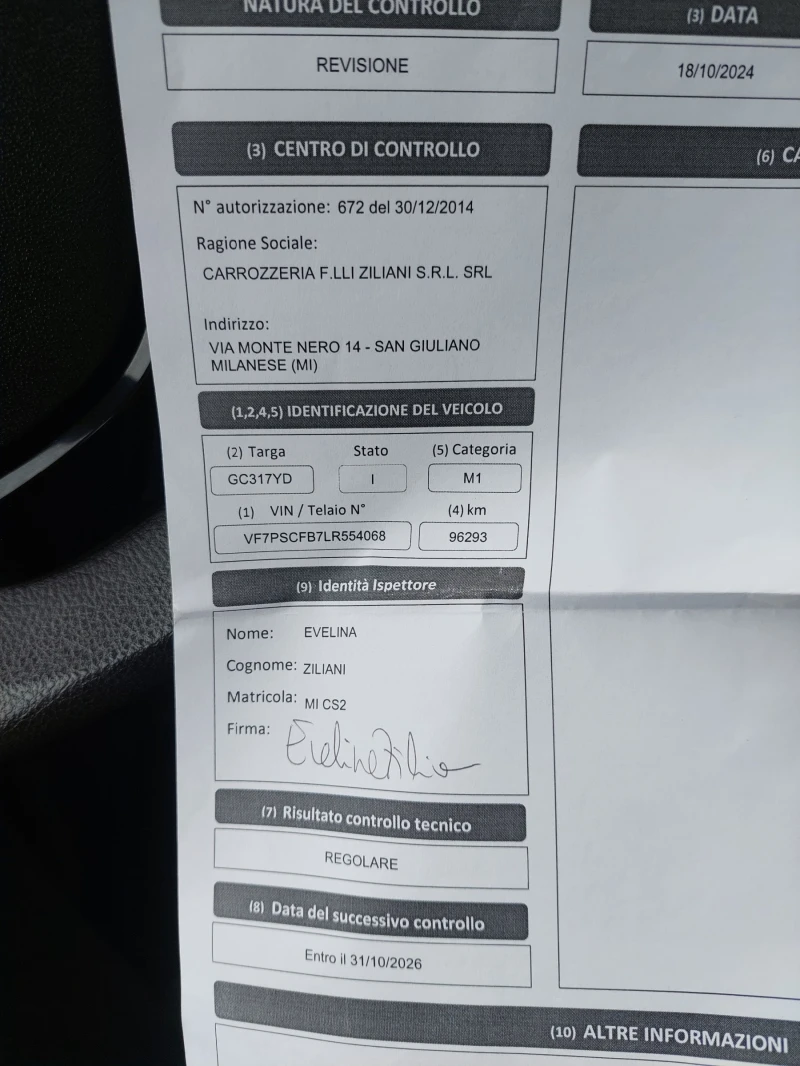 NATURA DEL CONTROLLO
(3) DATA
REVISIONE
18/10/2024
(3) CENTRO DI CONTROLLO
(6) CA
N° autorizzazione: 672 del 30/12/2014
Ragione Sociale:
CARROZZERIA F.LLI ZILIANI S.R.L. SRL
Indirizzo:
VIA MONTE NERO 14 - SAN GIULIANO
MILANESE (MI)
(1,2,4,5) IDENTIFICAZIONE DEL VEICOLO
(2) Targa Stato (5) Categoria
GC317YD I M1
(1) VIN / Telaio N° (4) km
VF7PSCFB7LR554068 96293
(9) Identità Ispettore
Nome: EVELINA
Cognome: ZILIANI
Matricola: MI CS2
Firma:
(7) Risultato controllo tecnico
REGOLARE
(8) Data del successivo controllo
Entro il 31/10/2026
(10) ALTRE INFORMAZIONI